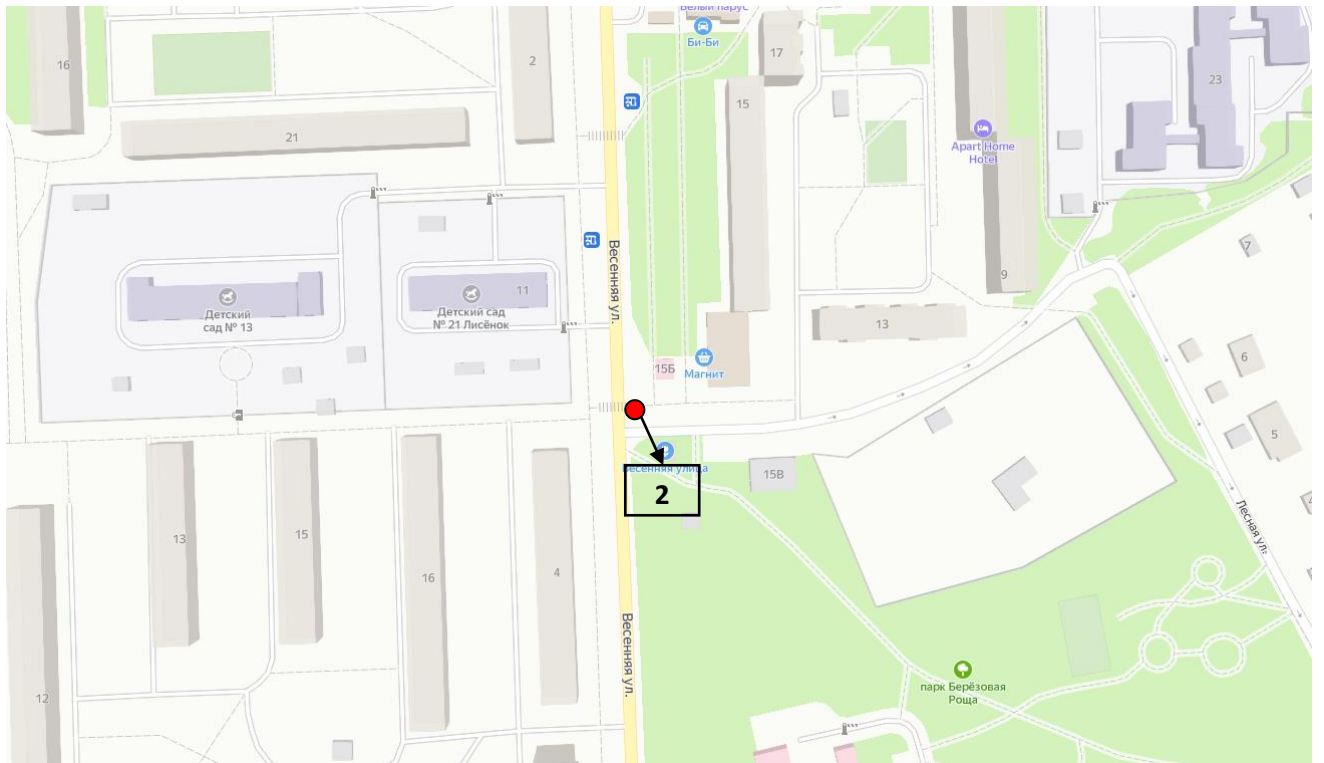 Белый парус
Би-Би
16
2
17
15
23
21
Apart Home
Hotel
7
Весенняя ул.
9
11
Детский
сад № 13
Детский сад
№ 21 Лисёнок
13
15Б
Магнит
6
5
Весенняя улица
15В
2
13
15
16
4
Лесная ул.
Весенняя ул.
12
парк Берёзовая
Роща